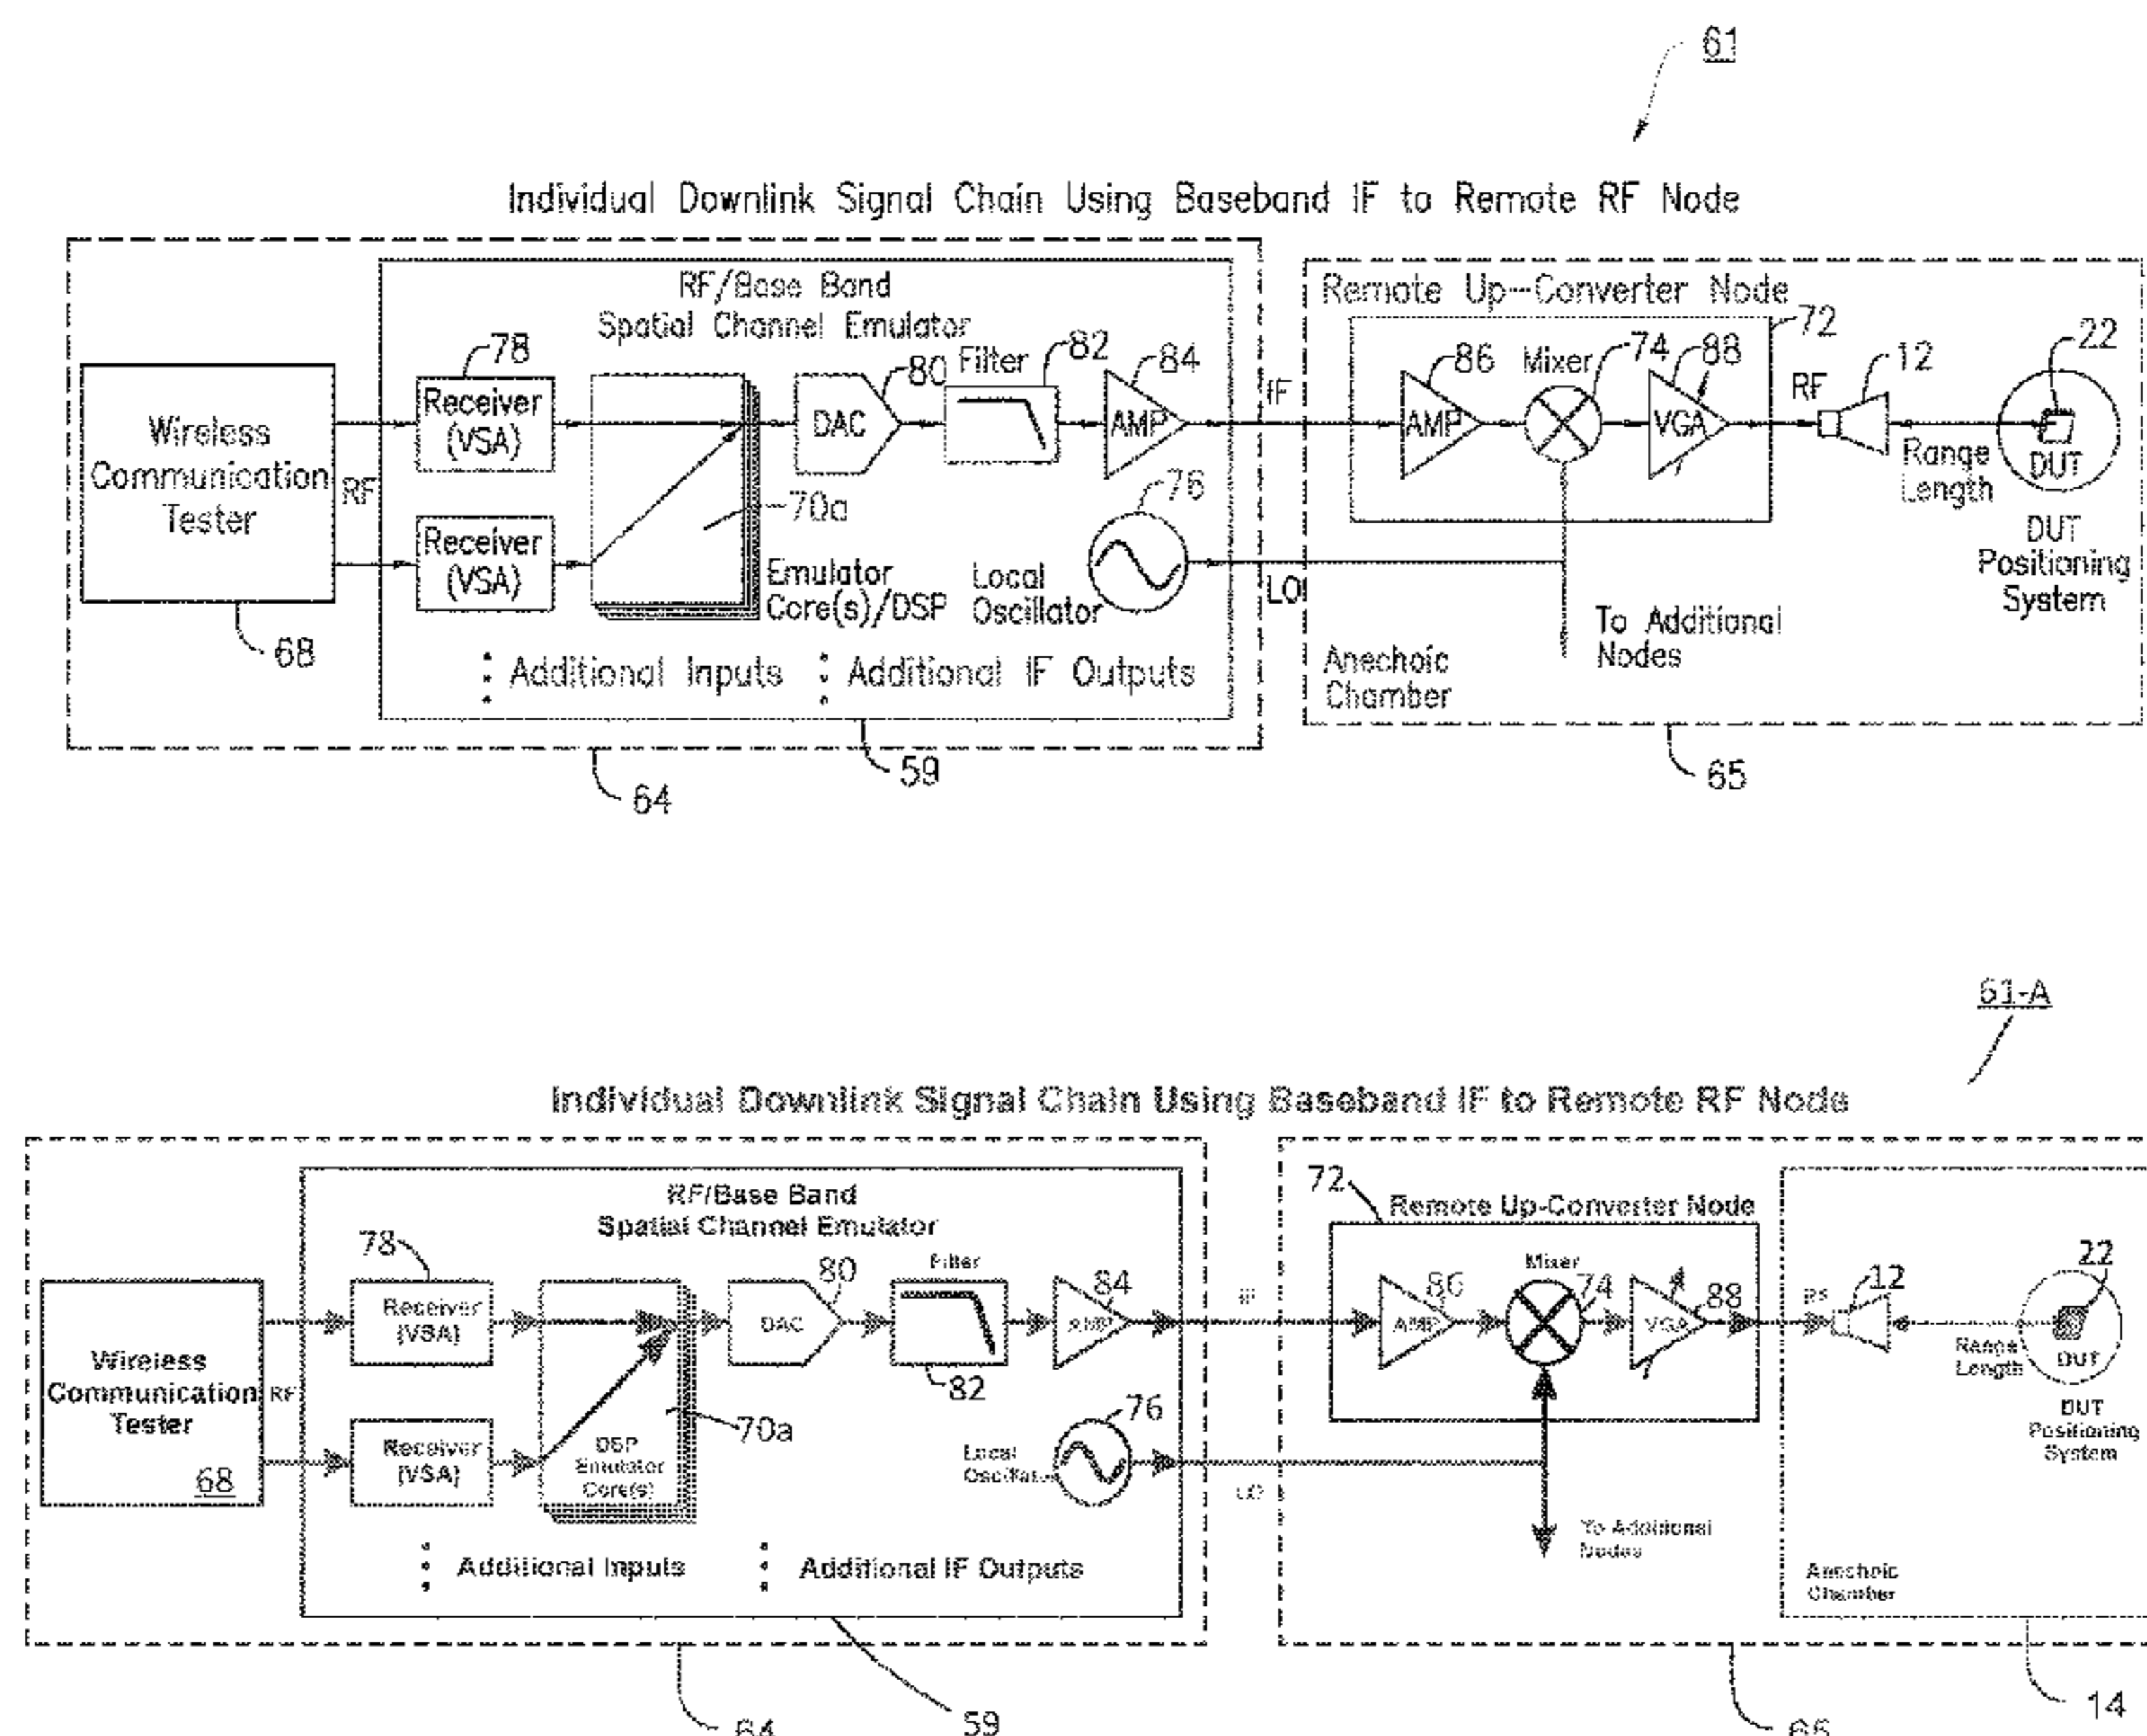 61
Individual Downlink Signal Chain Using Baseband IF to Remote RF Node
RF/Base Band
Spatial Channel Emulator
Remote Up-Converter Node
78
80
Filter
82
84
IF
86
Mixer
74
88
72
12
22
Wireless
Communication
Tester
RF
Receiver
(VSA)
DAC
AMP
AMP
VGA
RF
Range
Length
DUT
Receiver
(VSA)
70a
76
Emulator
Core(s)/DSP
Local
Oscillator
LO
DUT
Positioning
System
68
To Additional
Nodes
Additional Inputs
Additional IF Outputs
Anechoic
Chamber
64
59
65
61-A
Individual Downlink Signal Chain Using Baseband IF to Remote RF Node
RF/Base Band
Spatial Channel Emulator
72
Remote Up-Converter Node
78
80
Filter
84
IF
86
Mixer
74
88
RF
12
22
Wireless
Communication
Tester
68
RF
Receiver
(VSA)
DAC
82
AMP
AMP
VGA
Range
Length
DUT
Receiver
(VSA)
70a
DSP
Emulator
Core(s)
76
Local
Oscillator
LO
DUT
Positioning
System
To Additional
Nodes
Additional Inputs
Additional IF Outputs
Anechoic
Chamber
64
59
14